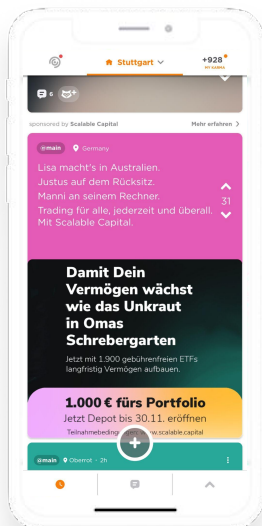 Stuttgart
+928
MY KARMA
6
sponsored by Scalable Capital
Mehr erfahren
@main
Germany
Lisa macht's in Australien.
Justus auf dem Rücksitz.
Manni an seinem Rechner.
Trading für alle, jederzeit und überall.
Mit Scalable Capital.
31
Damit Dein
Vermögen wächst
wie das Unkraut
in Omas
Schrebergarten
Jetzt mit 1.900 gebührenfreien ETFs
langfristig Vermögen aufbauen.
1.000 € fürs Portfolio
Jetzt Depot bis 30.11. eröffnen
www.scalable.capital
@main
Oberrot · 2h